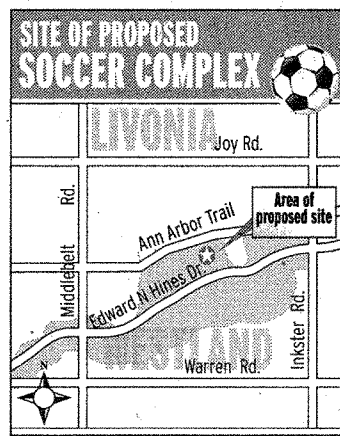 SITE OF PROPOSED
SOCCER COMPLEX
LIVONIA
Joy Rd.
Middlebelt Rd.
Ann Arbor Trail
Area of
proposed site
Edward N Hines Dr.
WESTLAND
Warren Rd.
Inkster Rd.
N